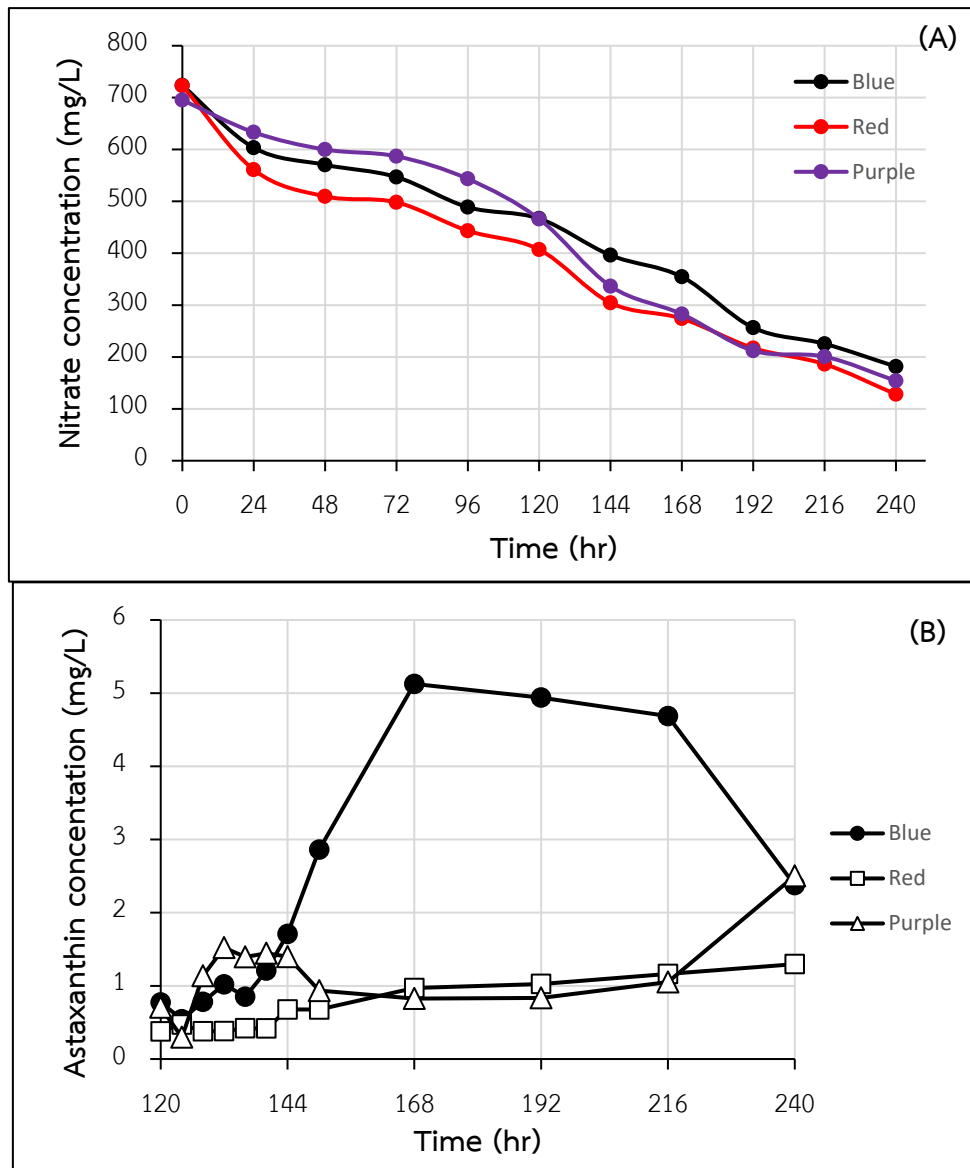 (A)
Nitrate concentration (mg/L)
800
700
600
500
400
300
200
100
0
Blue
Red
Purple
0 24 48 72 96 120 144 168 192 216 240
Time (hr)
(B)
Astaxanthin concentation (mg/L)
6
5
4
3
2
1
0
Blue
Red
Purple
120 144 168 192 216 240
Time (hr)